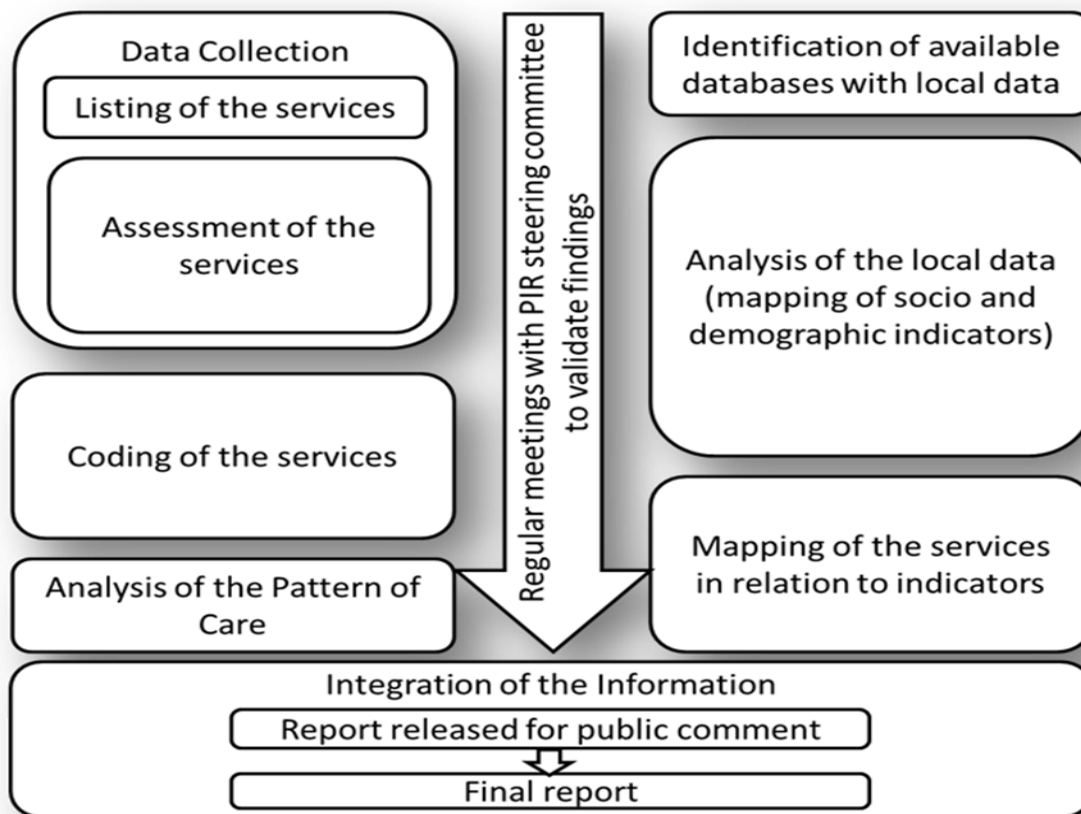 Data Collection
Listing of the services
Assessment of the
services
Coding of the services
Analysis of the Pattern of
Care
Regular meetings with PIR steering committee
to validate findings
Identification of available
databases with local data
Analysis of the local data
(mapping of socio and
demographic indicators)
Mapping of the services
in relation to indicators
Integration of the Information
Report released for public comment
Final report